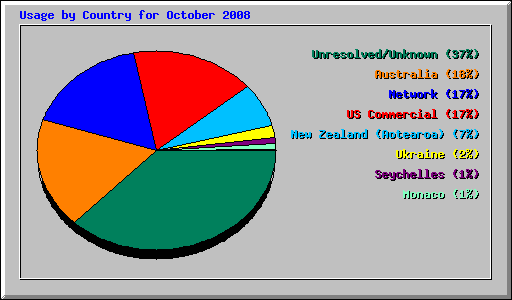 Usage by Country for October 2008
Unresolved/Unknown (37%)
Australia (18%)
Network (17%)
US Commercial (17%)
New Zealand (Aotearoa) (7%)
Ukraine (2%)
Seychelles (1%)
Monaco (1%)